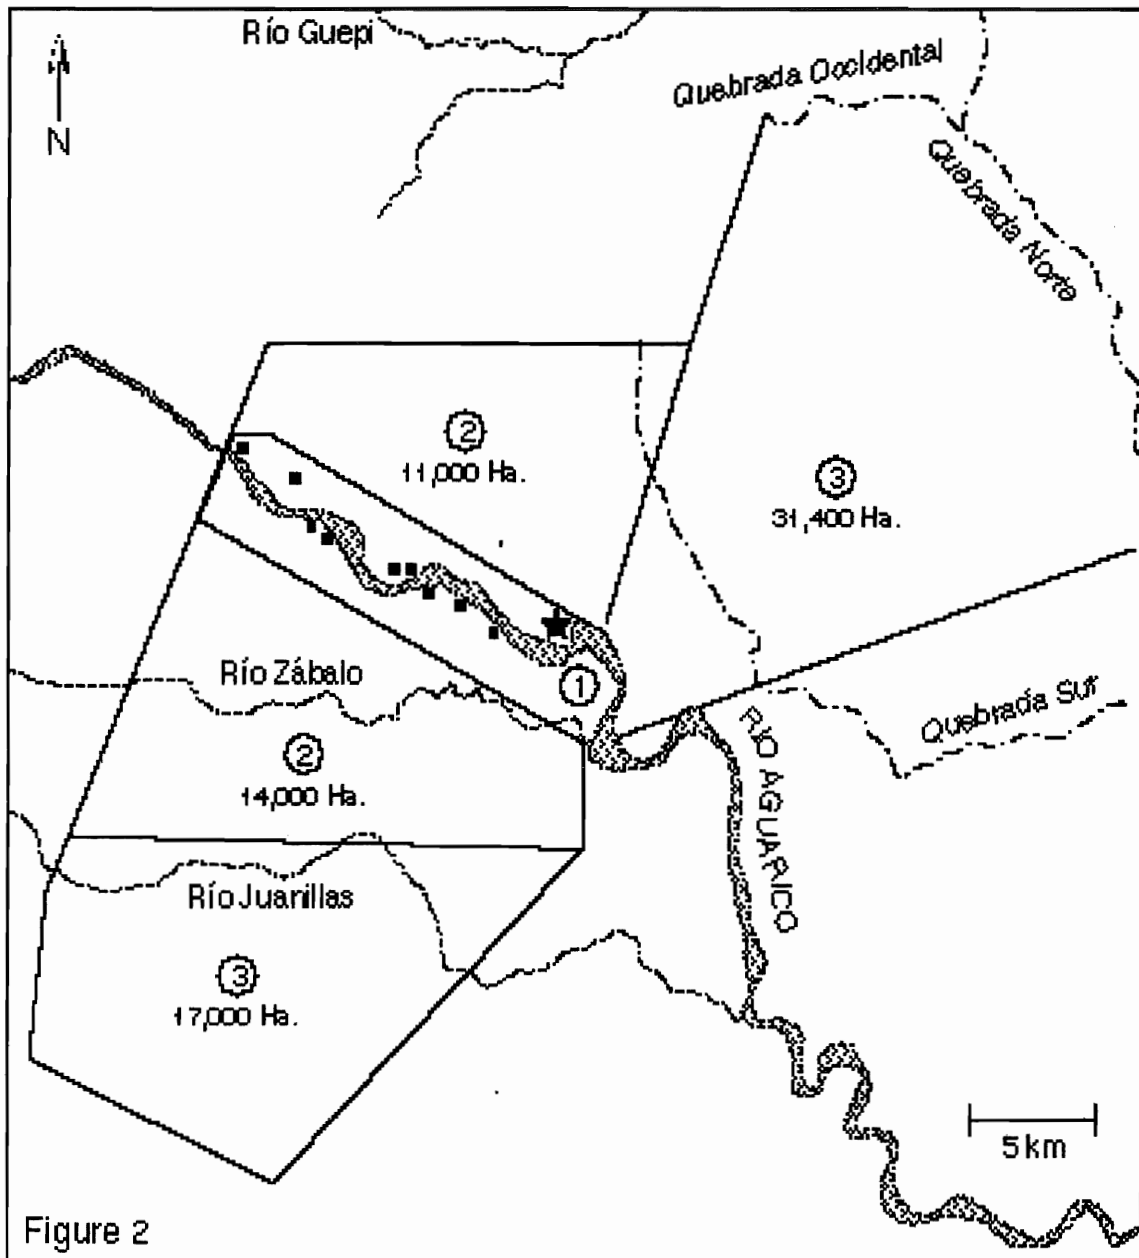 Río Guepi
Quebrada Occidental
N
Quebrada Norte
2
11,000 Ha.
3
31,400 Ha.
Río Zábalo
1
2
14,000 Ha.
Quebrada Sur
RÍO AGUARICO
Río Juanillas
3
17,000 Ha.
5 km
Figure 2